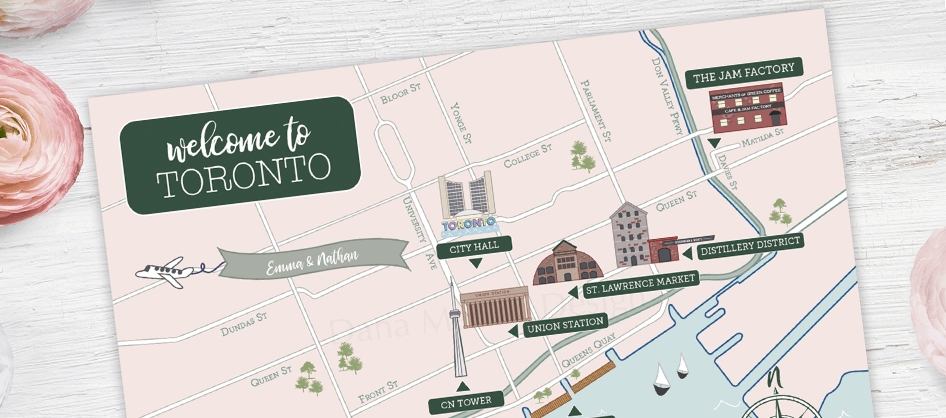 welcome to
TORONTO
Emma & Nathan
BLOOR ST
YONGE ST
COLLEGE ST
PARLIAMENT ST
DON VALLEY PKWY
THE JAM FACTORY
MERCHANTS OF GREEN COFFEE
CAFE & JAM FACTORY
MATILDA ST
DAVIES ST
QUEEN ST
UNIVERSITY AVE
TORONTO
CITY HALL
DISTILLERY DISTRICT
ST. LAWRENCE MARKET
UNION STATION
UNION STATION
DUNDAS ST
QUEEN ST
FRONT ST
QUEENS QUAY
CN TOWER
n